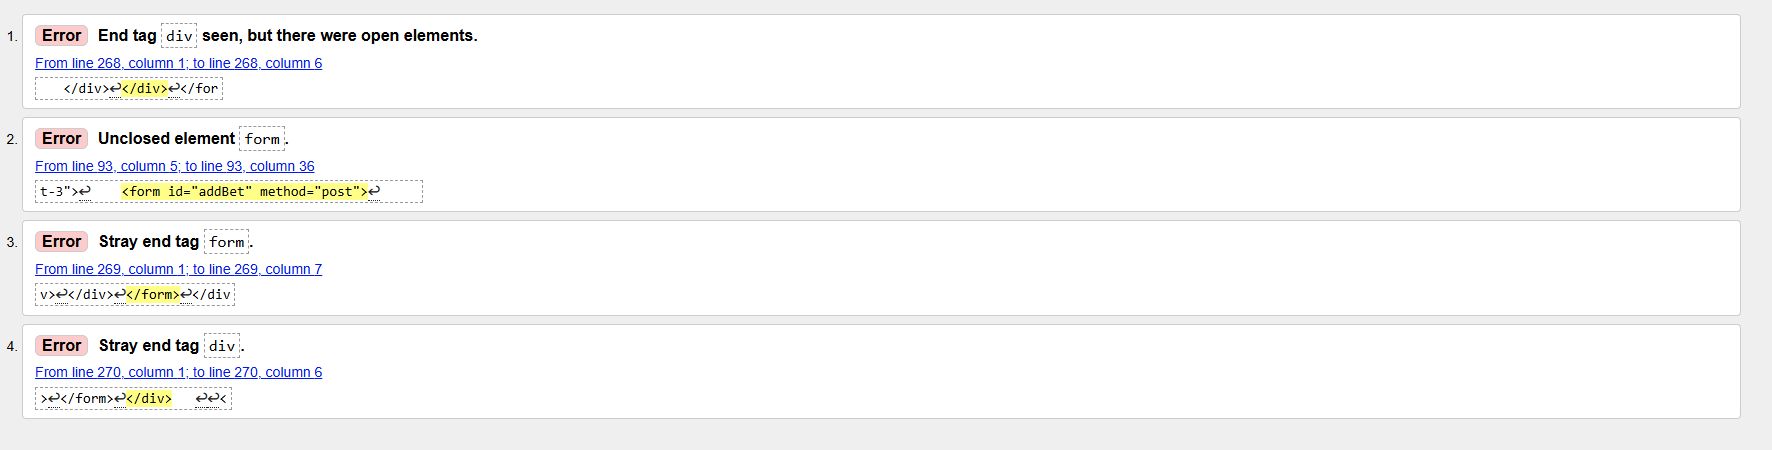 1. Error End tag div seen, but there were open elements.
From line 268, column 1; to line 268, column 6
</div>↩</div>↩</for
2. Error Unclosed element form.
From line 93, column 5; to line 93, column 36
t-3">↩ <form id="addBet" method="post">↩
3. Error Stray end tag form.
From line 269, column 1; to line 269, column 7
v>↩</div>↩</form>↩</div
4. Error Stray end tag div.
From line 270, column 1; to line 270, column 6
>↩</form>↩</div> ↩↩<